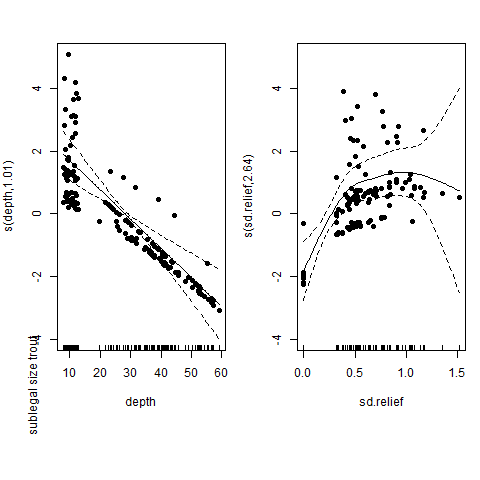 4
2
0
-2
-4
s(depth,1.01)
sublegal size trout
10 20 30 40 50 60
depth
4
2
0
-2
-4
s(sd.relief,2.64)
0.0 0.5 1.0 1.5
sd.relief